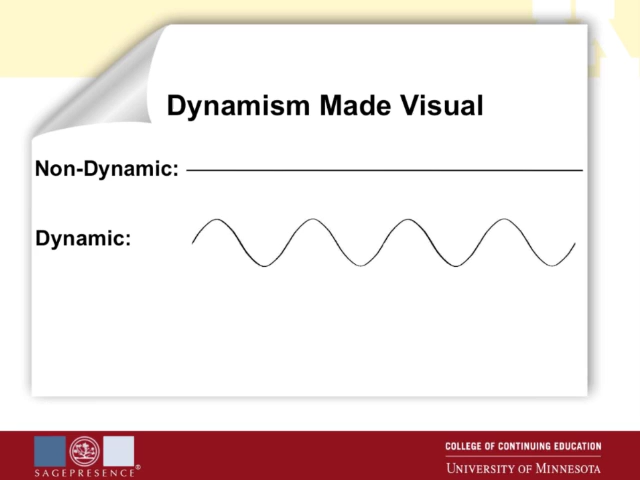 Dynamism Made Visual
Non-Dynamic:
Dynamic:
SAGEPRESENCE®
COLLEGE OF CONTINUING EDUCATION
UNIVERSITY OF MINNESOTA